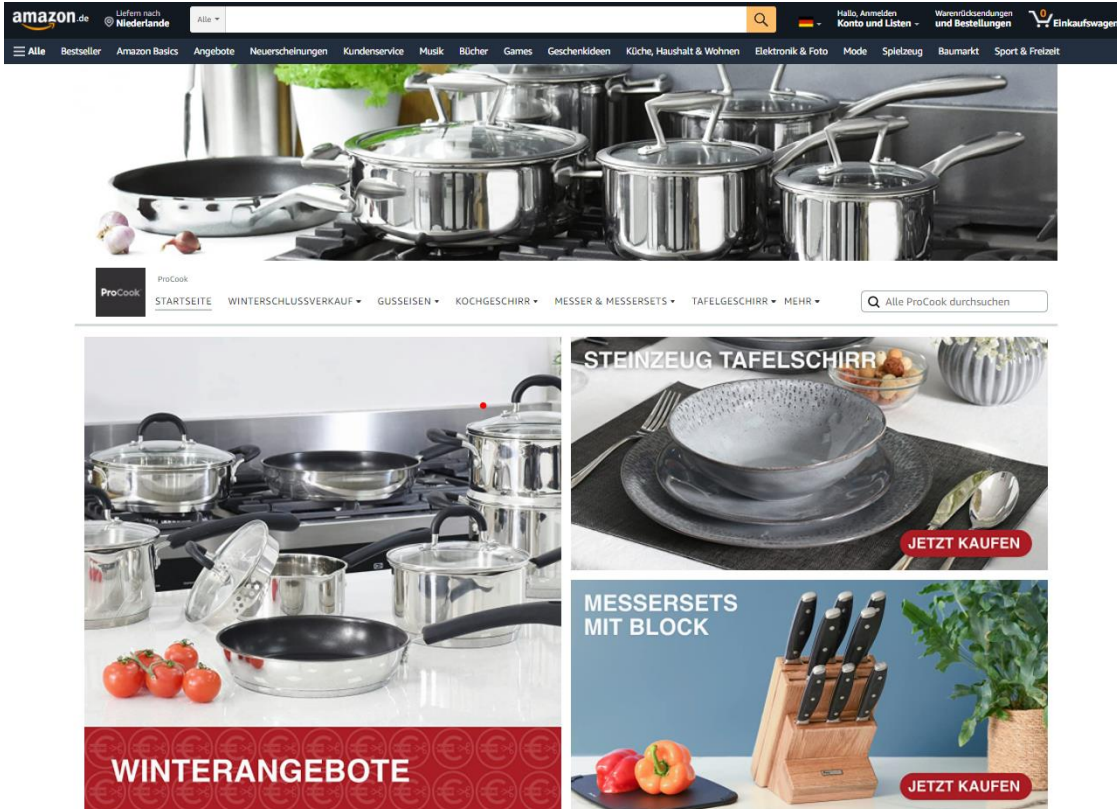 amazon.de
Liefern nach
Niederlande
Alle
Hallo, Anmelden
Konto und Listen
Warenrücksendungen
und Bestellungen
0
Einkaufswagen
Alle Bestseller Amazon Basics Angebote Neuerscheinungen Kundenservice Musik Bücher Games Geschenkideen Küche, Haushalt & Wohnen Elektronik & Foto Mode Spielzeug Baumarkt Sport & Freizeit
ProCook
ProCook
STARTSEITE WINTERSCHLUSSVERKAUF GUSSEISEN KOCHGESCHIRR MESSER & MESSERSETS TAFELGESCHIRR MEHR
Alle ProCook durchsuchen
STEINZEUG TAFELSCHIRR
JETZT KAUFEN
MESSERSETS
MIT BLOCK
JETZT KAUFEN
WINTERANGEBOTE